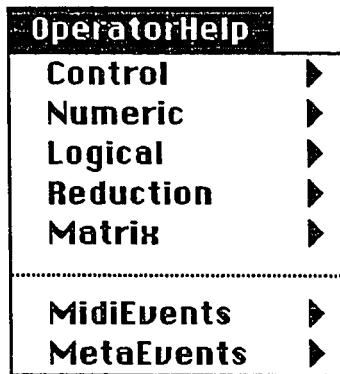 OperatorHelp
Control
Numeric
Logical
Reduction
Matrix
MidiEvents
MetaEvents